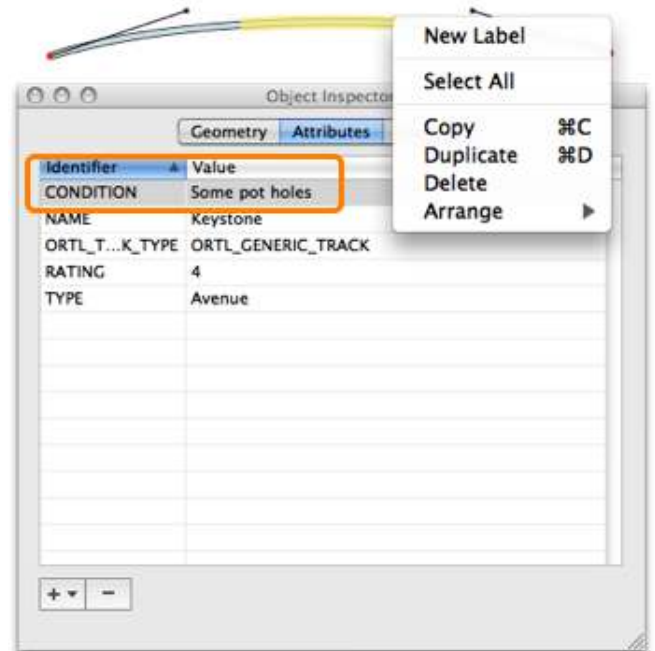 New Label
Select All
Copy ⌘C
Duplicate ⌘D
Delete
Arrange
Object Inspector
Geometry Attributes
Identifier Value
CONDITION Some pot holes
NAME Keystone
ORTL_T...K_TYPE ORTL_GENERIC_TRACK
RATING 4
TYPE Avenue